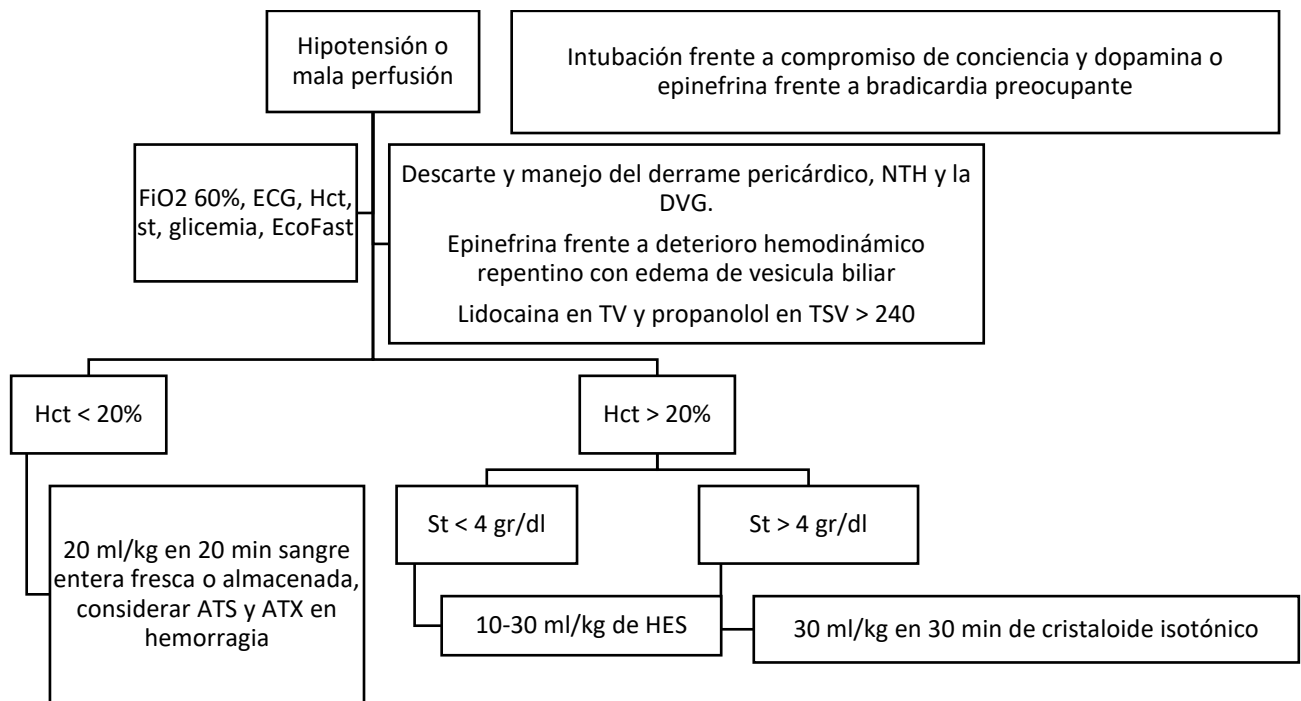 Hipotensión o
mala perfusión
Intubación frente a compromiso de conciencia y dopamina o
epinefrina frente a bradicardia preocupante
FiO2 60%, ECG, Hct,
st, glicemia, EcoFast
Descarte y manejo del derrame pericárdico, NTH y la
DVG.
Epinefrina frente a deterioro hemodinámico
repentino con edema de vesicula biliar
Lidocaina en TV y propanolol en TSV > 240
Hct < 20%
Hct > 20%
20 ml/kg en 20 min sangre
entera fresca o almacenada,
considerar ATS y ATX en
hemorragia
St < 4 gr/dl
St > 4 gr/dl
10-30 ml/kg de HES
30 ml/kg en 30 min de cristaloide isotónico